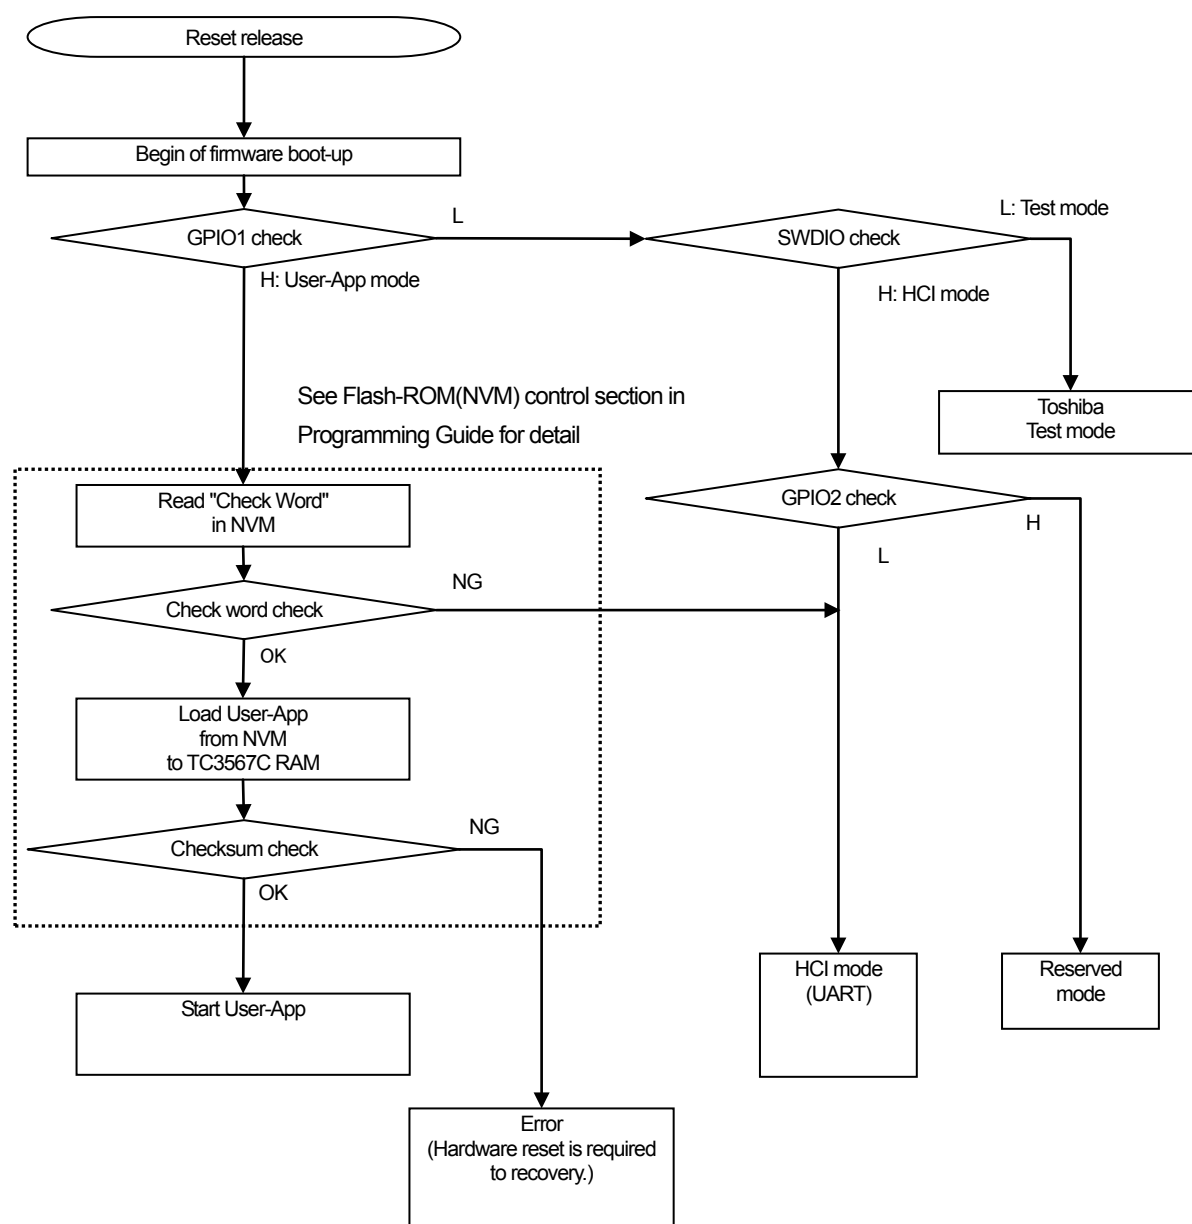 Reset release
Begin of firmware boot-up
GPIO1 check
L
SWDIO check
L: Test mode
H: User-App mode
H: HCI mode
See Flash-ROM(NVM) control section in
Programming Guide for detail
Toshiba
Test mode
Read "Check Word"
in NVM
GPIO2 check
H
L
Check word check
NG
OK
Load User-App
from NVM
to TC3567C RAM
Checksum check
NG
OK
Start User-App
HCI mode
(UART)
Reserved
mode
Error
(Hardware reset is required
to recovery.)